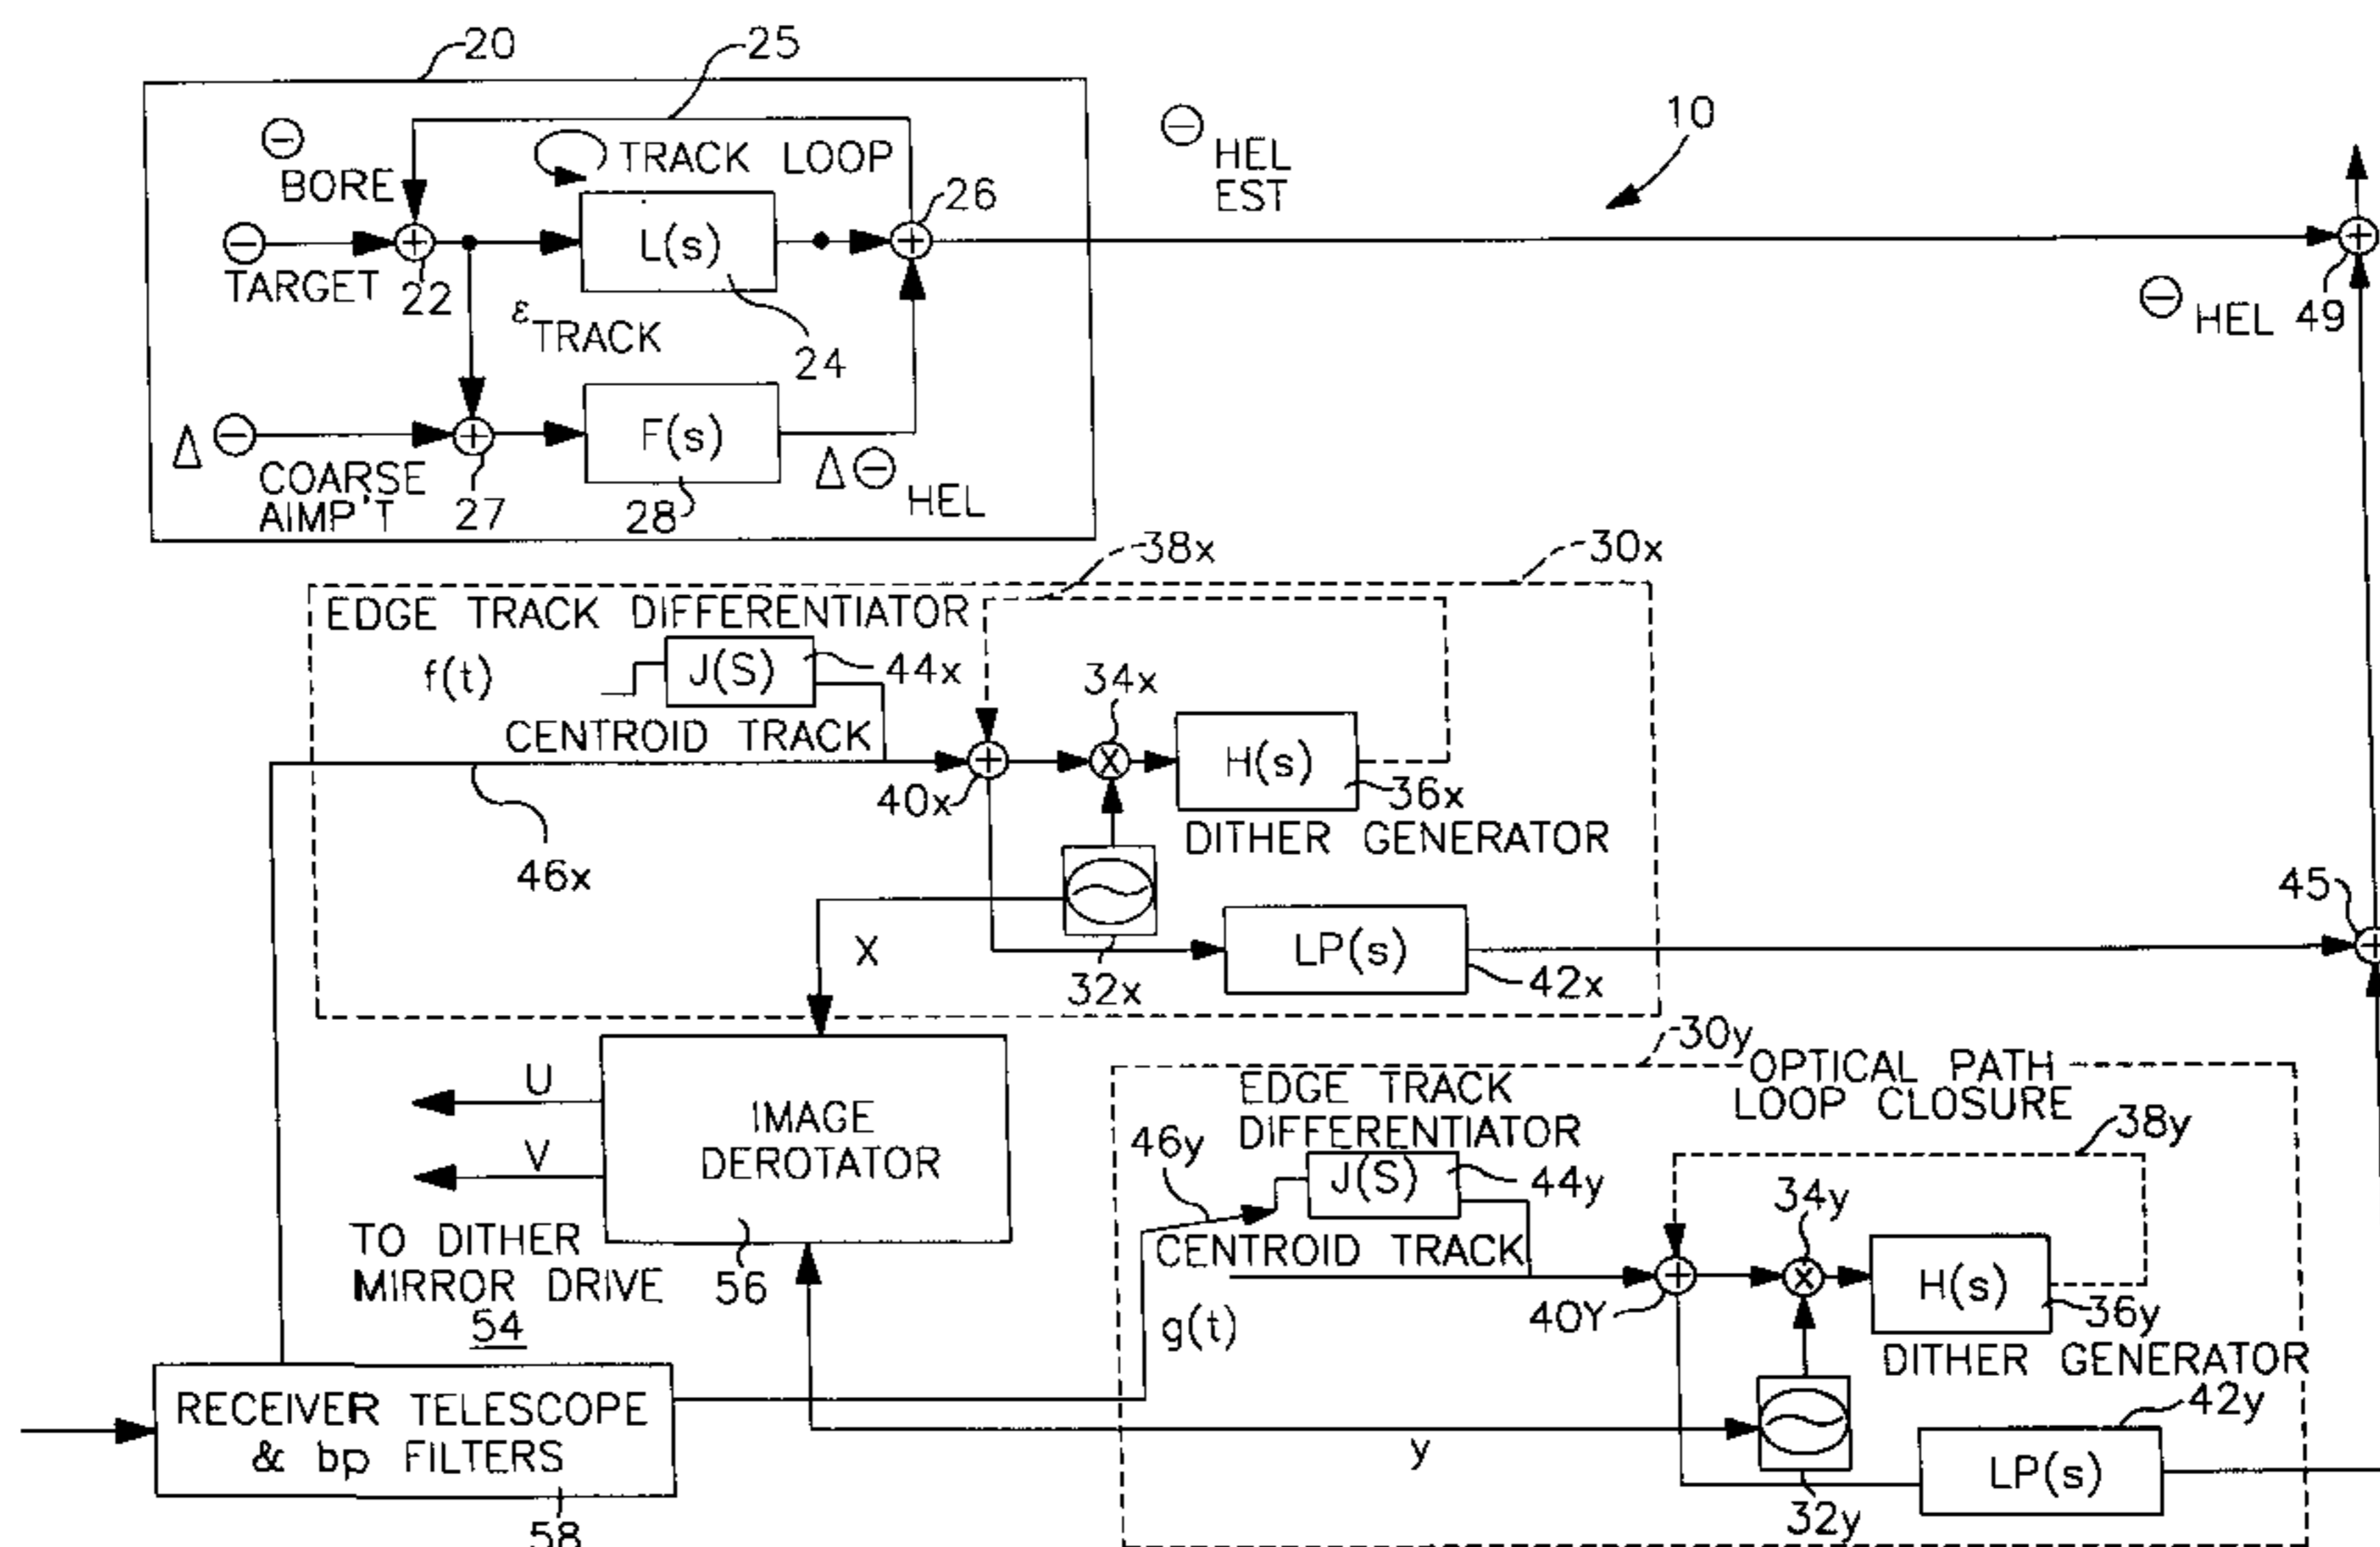 20
25
10
⊖
BORE
TRACK LOOP
⊖
HEL
EST
26
⊖
TARGET
22
L(s)
24
ε TRACK
⊖ HEL
49
Δ⊖
COARSE
AIMP'T
27
F(s)
28
Δ⊖
HEL
38x
30x
EDGE TRACK DIFFERENTIATOR
f(t)
J(S)
44x
34x
CENTROID TRACK
H(s)
40x
36x
DITHER GENERATOR
46x
45
X
LP(s)
32x
42x
30y
OPTICAL PATH
LOOP CLOSURE
U
V
IMAGE
DEROTATOR
EDGE TRACK
DIFFERENTIATOR
46y
38y
J(S)
44y
34y
TO DITHER
MIRROR DRIVE
54
56
CENTROID TRACK
g(t)
40Y
H(s)
36y
DITHER GENERATOR
RECEIVER TELESCOPE
& bp FILTERS
58
y
42y
LP(s)
32y